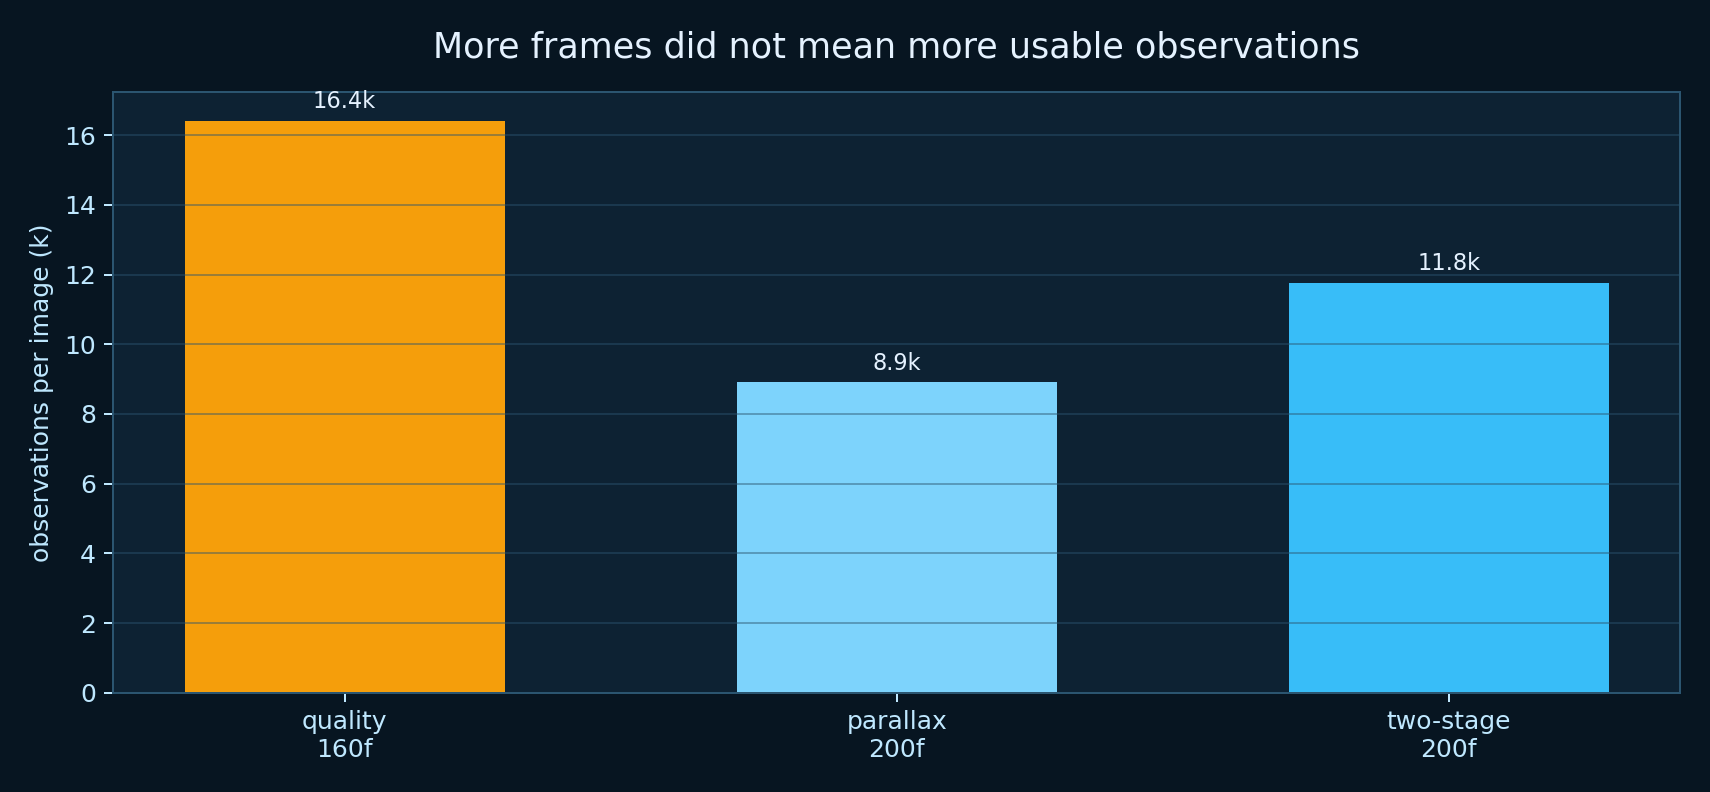 More frames did not mean more usable observations
observations per image (k)
16
14
12
10
8
6
4
2
0
16.4k
8.9k
11.8k
quality
160f
parallax
200f
two-stage
200f